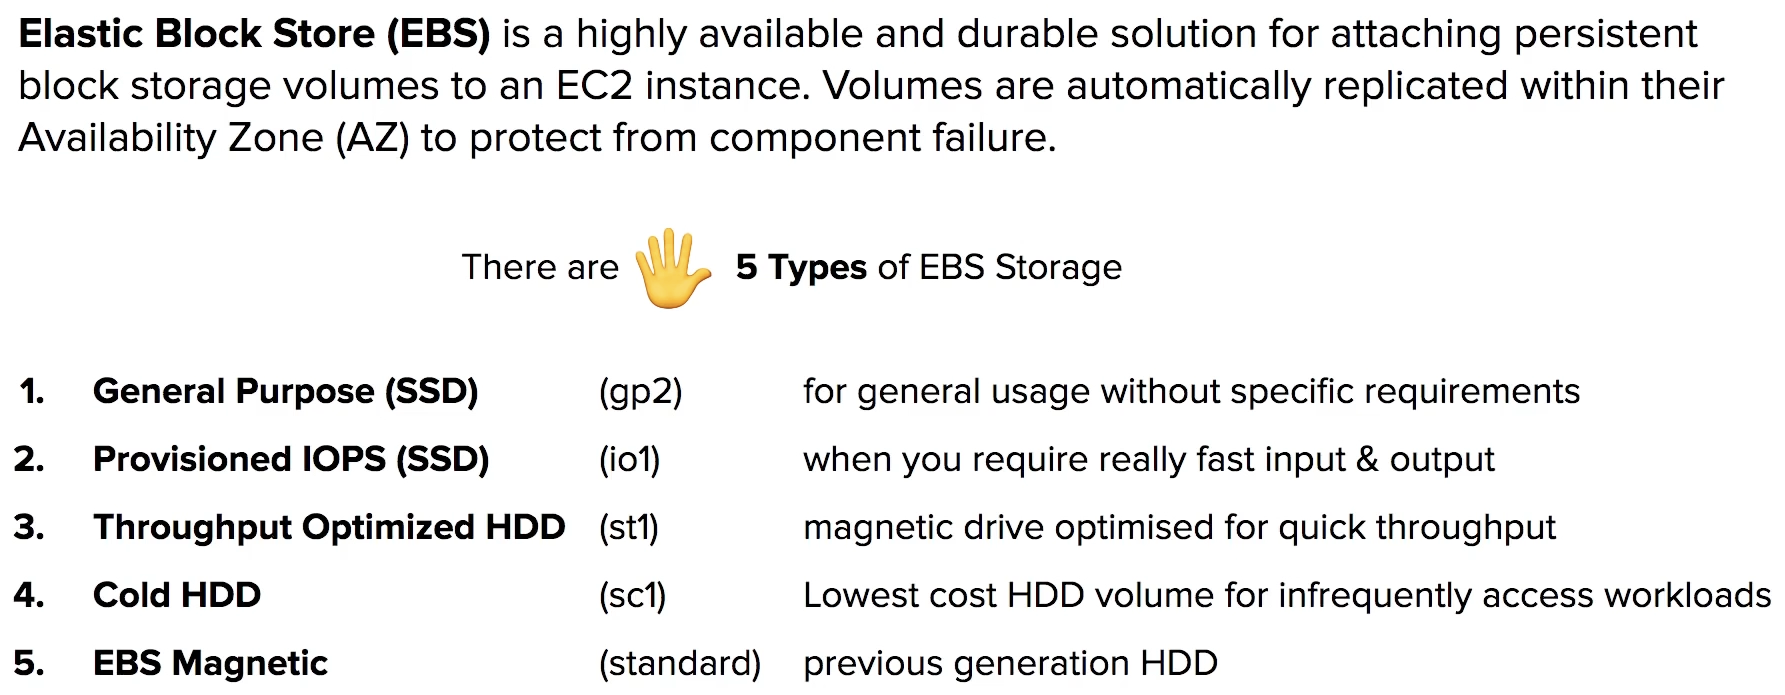 Elastic Block Store (EBS) is a highly available and durable solution for attaching persistent
block storage volumes to an EC2 instance. Volumes are automatically replicated within their
Availability Zone (AZ) to protect from component failure.
There are 🖐 5 Types of EBS Storage
1. General Purpose (SSD) (gp2) for general usage without specific requirements
2. Provisioned IOPS (SSD) (io1) when you require really fast input & output
3. Throughput Optimized HDD (st1) magnetic drive optimised for quick throughput
4. Cold HDD (sc1) Lowest cost HDD volume for infrequently access workloads
5. EBS Magnetic (standard) previous generation HDD